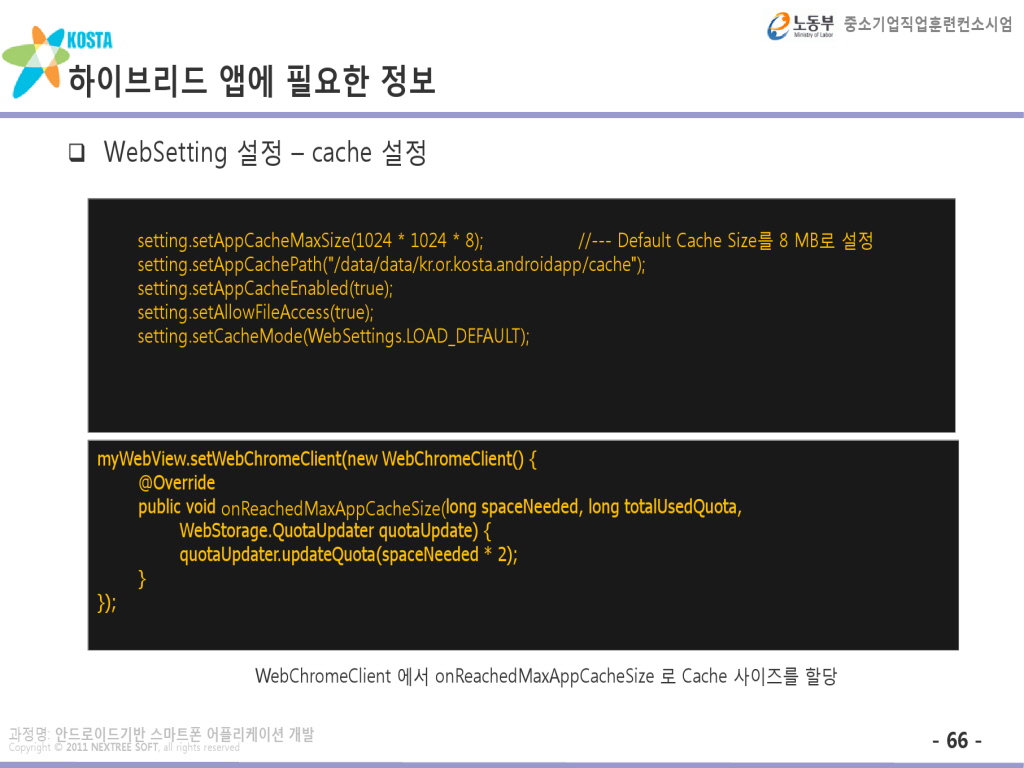 노동부
Ministry of Labor
중소기업직업훈련컨소시엄
KOSTA
하이브리드 앱에 필요한 정보
❑ WebSetting 설정 – cache 설정
setting.setAppCacheMaxSize(1024 * 1024 * 8); //--- Default Cache Size를 8 MB로 설정
setting.setAppCachePath("/data/data/kr.or.kosta.androidapp/cache");
setting.setAppCacheEnabled(true);
setting.setAllowFileAccess(true);
setting.setCacheMode(WebSettings.LOAD_DEFAULT);
myWebView.setWebChromeClient(new WebChromeClient() {
@Override
public void onReachedMaxAppCacheSize(long spaceNeeded, long totalUsedQuota,
WebStorage.QuotaUpdater quotaUpdate) {
quotaUpdater.updateQuota(spaceNeeded * 2);
}
});
WebChromeClient 에서 onReachedMaxAppCacheSize 로 Cache 사이즈를 할당
과정명: 안드로이드기반 스마트폰 어플리케이션 개발
Copyright © 2011 NEXTREE SOFT, all rights reserved
- 66 -